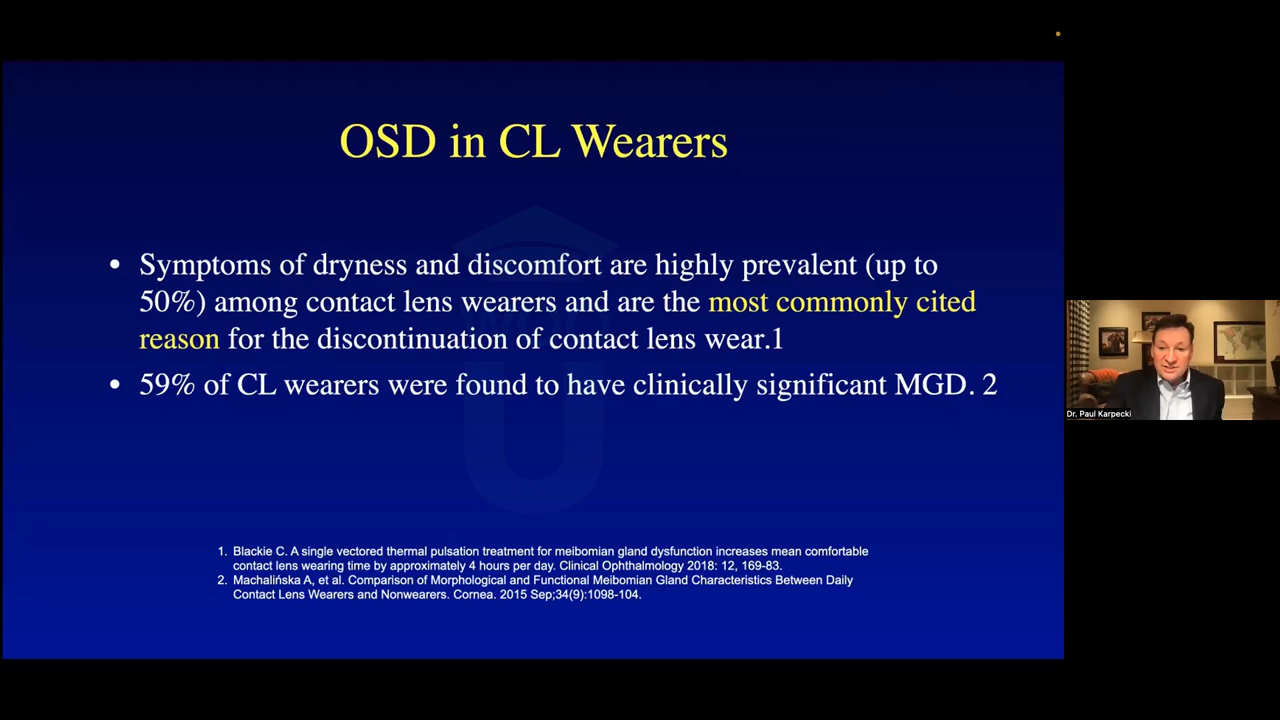 OSD in CL Wearers
• Symptoms of dryness and discomfort are highly prevalent (up to
50%) among contact lens wearers and are the most commonly cited
reason for the discontinuation of contact lens wear.1
• 59% of CL wearers were found to have clinically significant MGD. 2
Dr. Paul Karpecki
1. Blackie C. A single vectored thermal pulsation treatment for meibomian gland dysfunction increases mean comfortable
contact lens wearing time by approximately 4 hours per day. Clinical Ophthalmology 2018: 12, 169-83.
2. Machalińska A, et al. Comparison of Morphological and Functional Meibomian Gland Characteristics Between Daily
Contact Lens Wearers and Nonwearers. Cornea. 2015 Sep;34(9):1098-104.